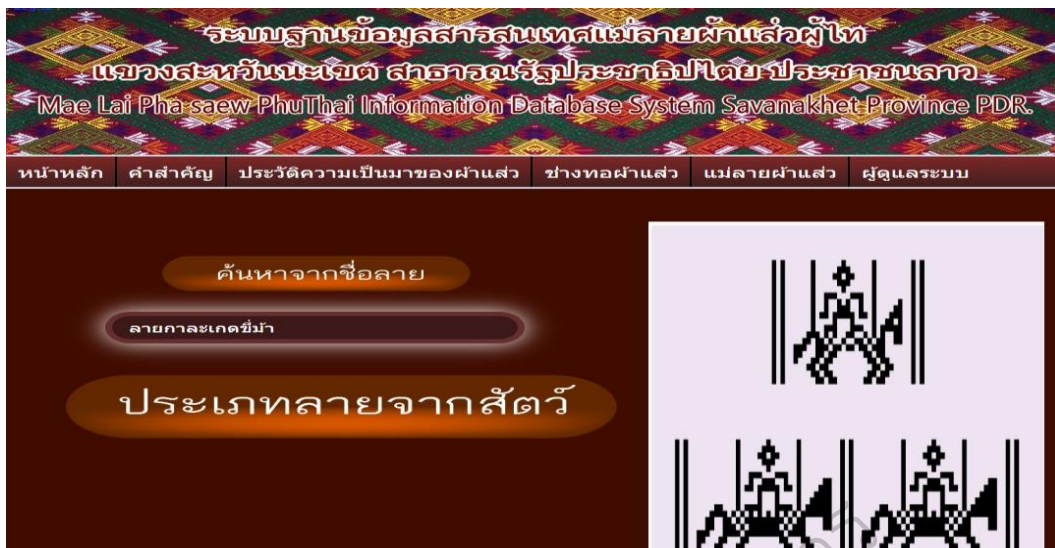 ระบบฐานข้อมูลสารสนเทศแม่ลายผ้าแส่วผู้ไท
แขวงสะหวันนะเขต สาธารณรัฐประชาธิปไตย ประชาชนลาว
Mae Lai Pha saew PhuThai Information Database System Savanakhet Province PDR.
หน้าหลัก คำสำคัญ ประวัติความเป็นมาของผ้าแส่ว ช่างทอผ้าแส่ว แม่ลายผ้าแส่ว ผู้ดูแลระบบ
ค้นหาจากชื่อลาย
ลายกาละเกดขี่ม้า
ประเภทลายจากสัตว์